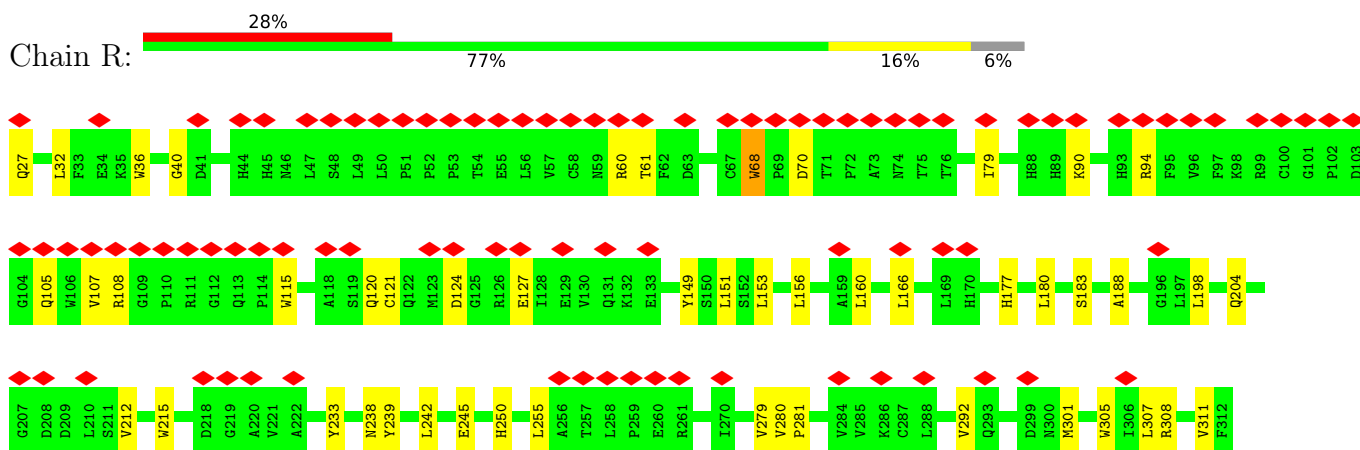 28%
Chain R:
77% 16% 6%
Q27 L32 F33 E34 K35 W36 G40 D41 H44 H45 N46 L47 S48 L49 L50 P51 P52 P53 T54 E55 L56 V57 C58 N59 R60 T61 F62 D63 C67 W68 P69 D70 T71 P72 A73 N74 T75 T76 I79 H88 H89 K90 H93 R94 F95 V96 F97 K98 R99 C100 G101 P102 D103
G104 Q105 W106 V107 R108 G109 P110 R111 G112 Q113 P114 W115 A118 S119 Q120 C121 Q122 M123 D124 G125 R126 E127 I128 E129 V130 Q131 K132 E133 Y149 S150 L151 S152 L153 L156 A159 L160 L166 L169 H170 H177 L180 S183 A188 G196 L197 L198 Q204
G207 D208 D209 L210 S211 V212 W215 D218 G219 A220 V221 A222 Y233 N238 Y239 L242 E245 H250 L255 A256 T257 L258 P259 E260 R261 I270 V279 V280 P281 V284 V285 K286 C287 L288 V292 Q293 D299 N300 M301 W305 I306 L307 R308 V311 F312